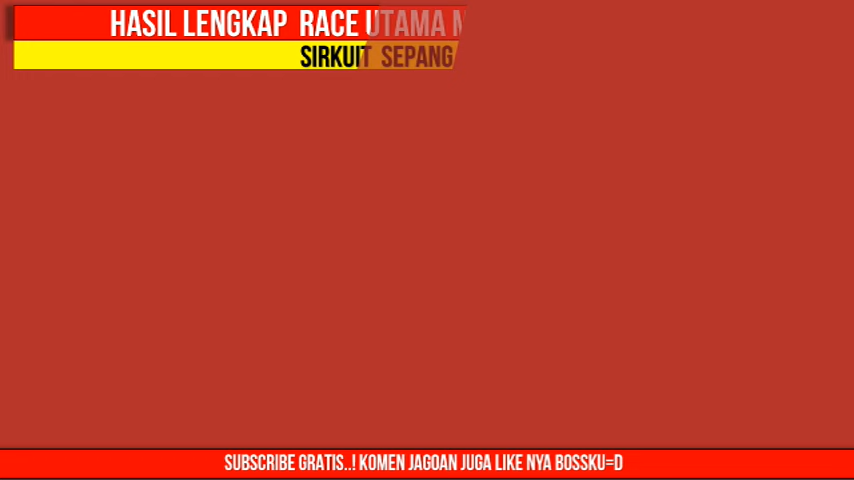 HASIL LENGKAP RACE UTAMA
SIRKUIT SEPANG
SUBSCRIBE GRATIS..! KOMEN JAGOAN JUGA LIKE NYA BOSSKU=D